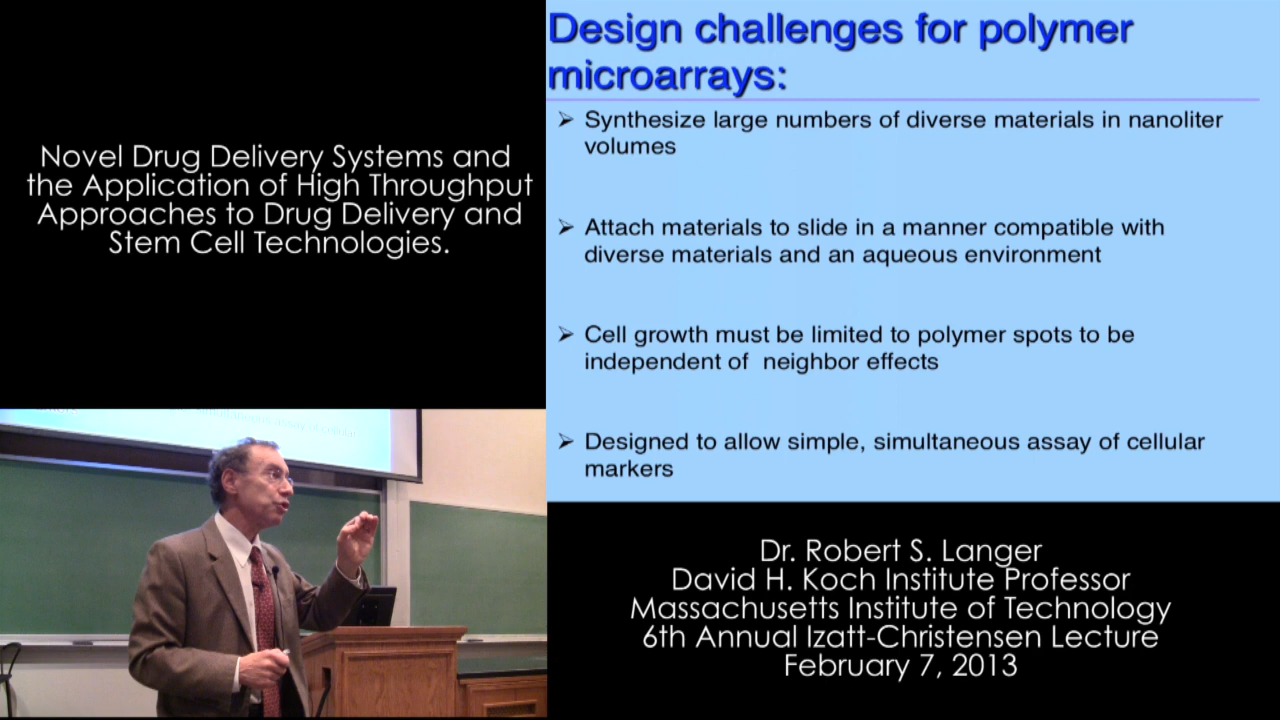 Novel Drug Delivery Systems and
the Application of High Throughput
Approaches to Drug Delivery and
Stem Cell Technologies.
Design challenges for polymer
microarrays:
➢ Synthesize large numbers of diverse materials in nanoliter
volumes
➢ Attach materials to slide in a manner compatible with
diverse materials and an aqueous environment
➢ Cell growth must be limited to polymer spots to be
independent of neighbor effects
➢ Designed to allow simple, simultaneous assay of cellular
markers
Dr. Robert S. Langer
David H. Koch Institute Professor
Massachusetts Institute of Technology
6th Annual Izatt-Christensen Lecture
February 7, 2013